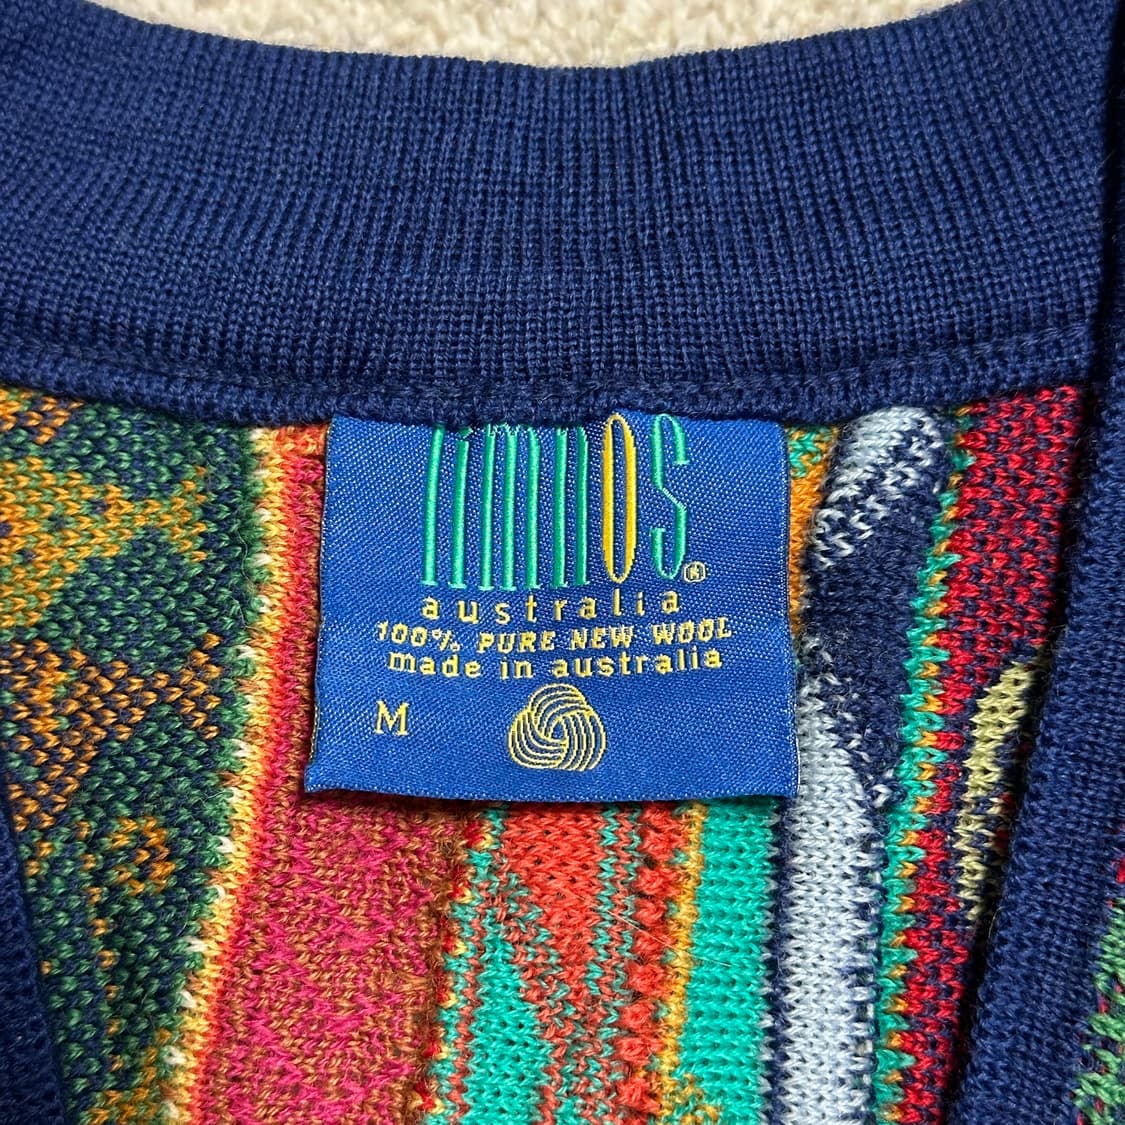 limnos®
australia
100% PURE NEW WOOL
made in australia
M